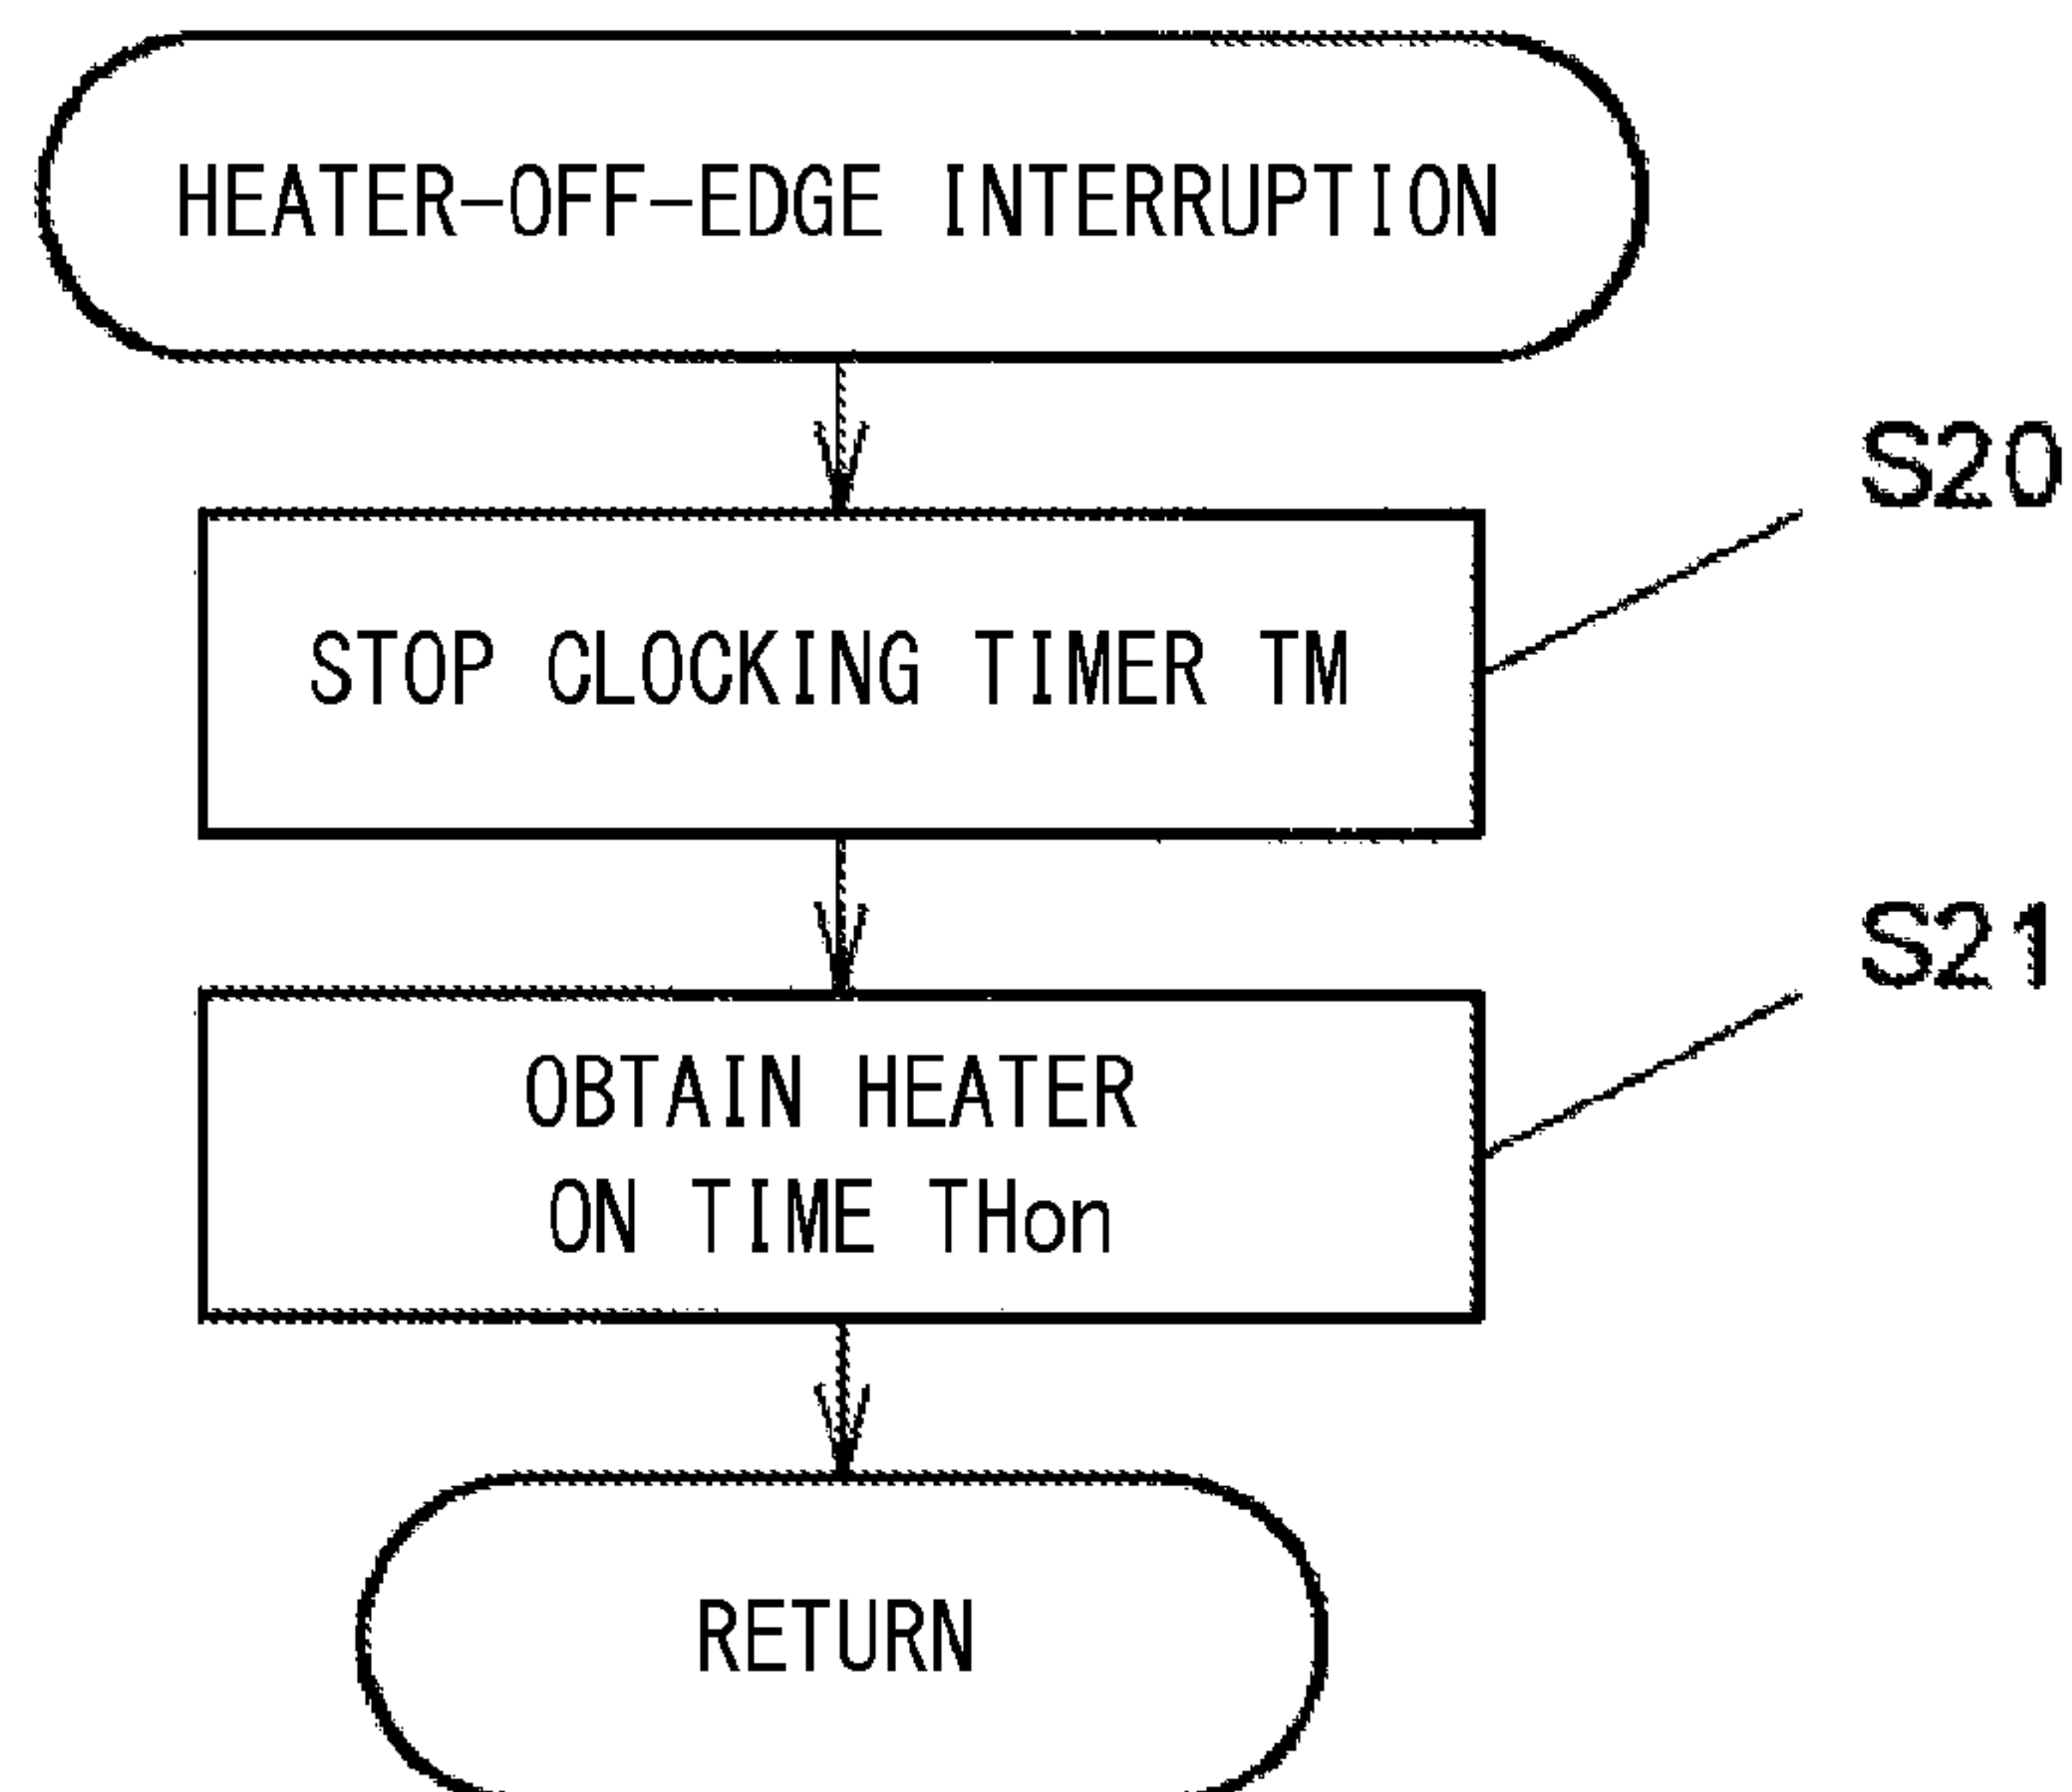 HEATER-OFF-EDGE INTERRUPTION
S20
STOP CLOCKING TIMER TM
S21
OBTAIN HEATER
ON TIME THon
RETURN